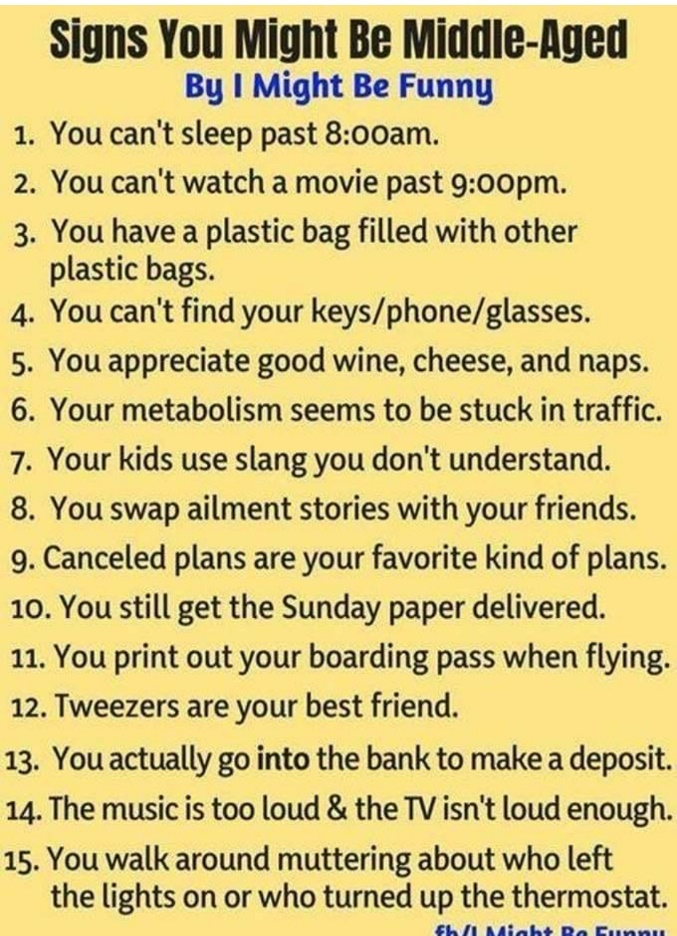 Signs You Might Be Middle-Aged
By I Might Be Funny
1. You can't sleep past 8:00am.
2. You can't watch a movie past 9:00pm.
3. You have a plastic bag filled with other
plastic bags.
4. You can't find your keys/phone/glasses.
5. You appreciate good wine, cheese, and naps.
6. Your metabolism seems to be stuck in traffic.
7. Your kids use slang you don't understand.
8. You swap ailment stories with your friends.
9. Canceled plans are your favorite kind of plans.
10. You still get the Sunday paper delivered.
11. You print out your boarding pass when flying.
12. Tweezers are your best friend.
13. You actually go into the bank to make a deposit.
14. The music is too loud & the TV isn't loud enough.
15. You walk around muttering about who left
the lights on or who turned up the thermostat.
fb/I Might Be Funny